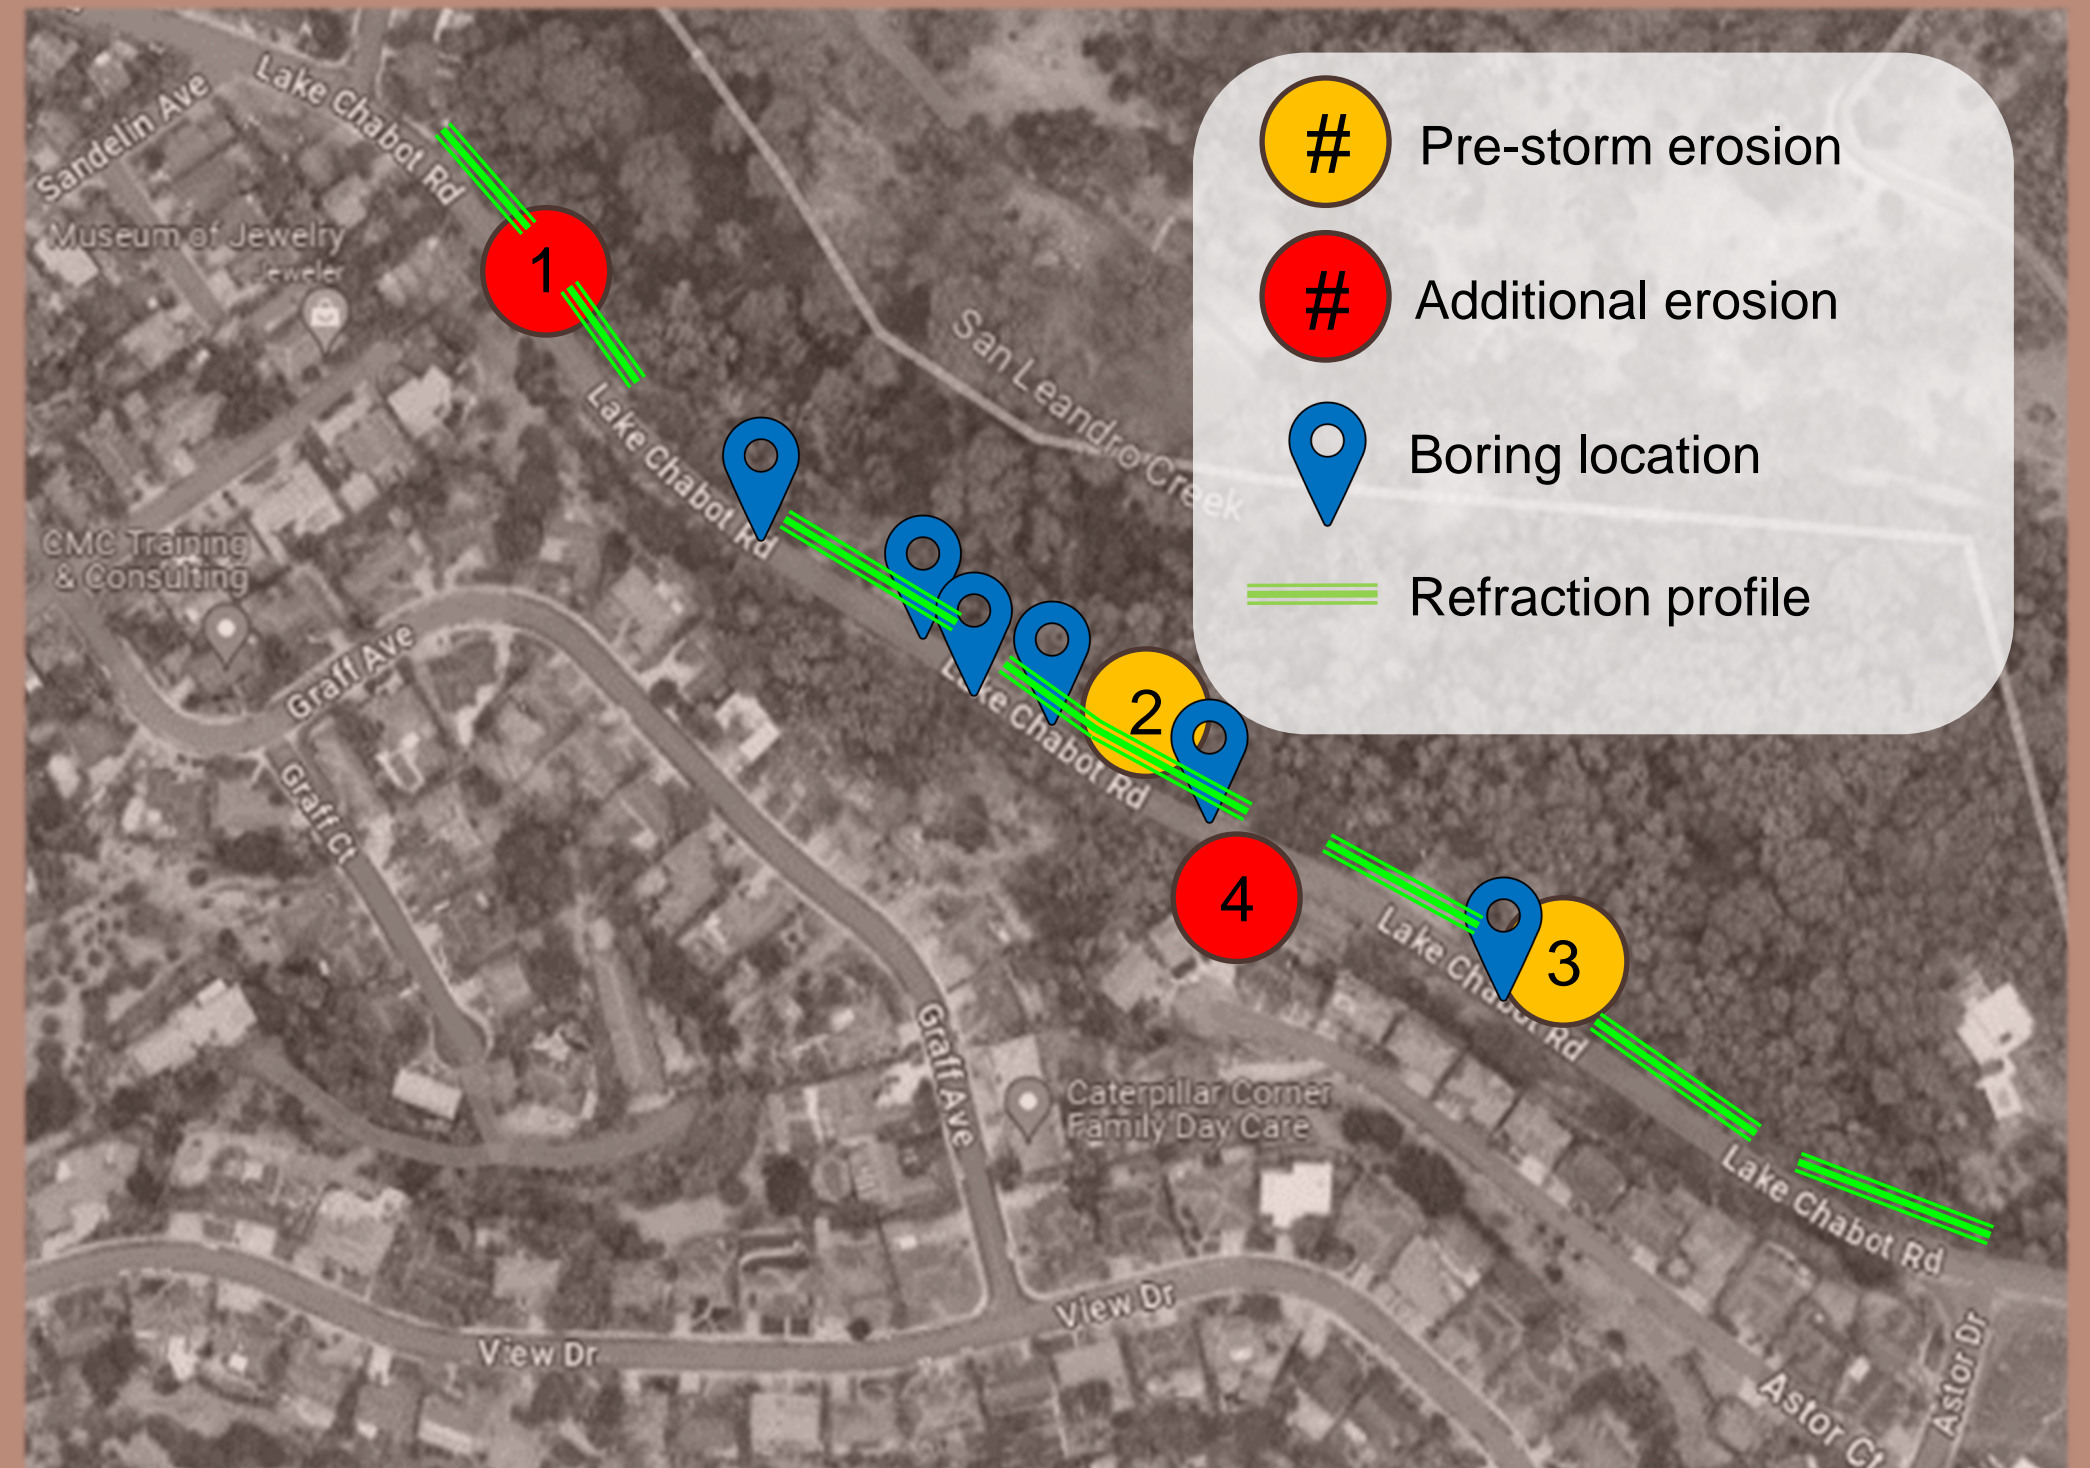 Lake Chabot Rd
Sandelin Ave
#
Pre-storm erosion
Museum of Jewelry
Jeweler
1
#
Additional erosion
San Leandro Creek
Lake Chabot Rd
Boring location
CMC Training
& Consulting
#
Refraction profile
Graff Ave
Lake Chabot Rd
2
Graff Ct
4
Lake Chabot Rd
3
Graff Ave
Caterpillar Corner
Family Day Care
Lake Chabot Rd
View Dr
View Dr
Astor Dr
Astor Ct